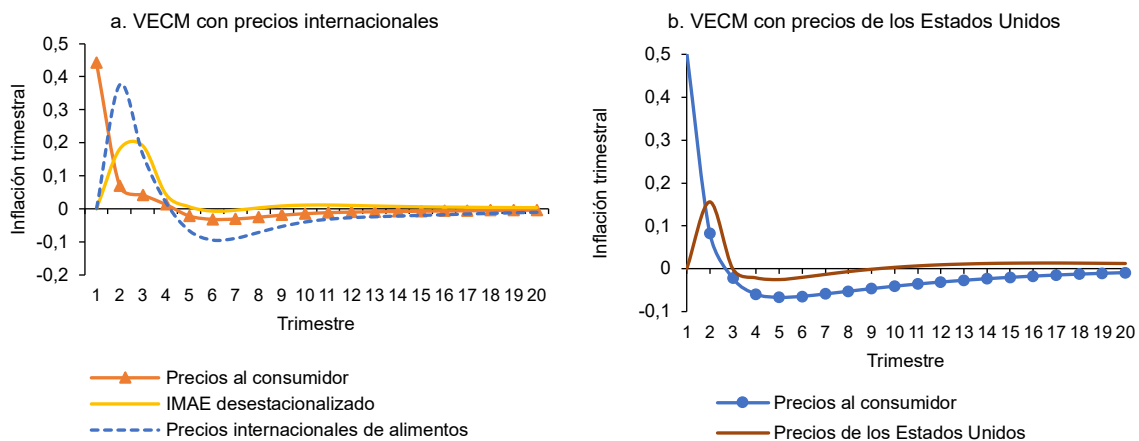 a. VECM con precios internacionales
Inflación trimestral
0,5
0,4
0,3
0,2
0,1
0
-0,1
-0,2
1 2 3 4 5 6 7 8 9 10 11 12 13 14 15 16 17 18 19 20
Trimestre
Precios al consumidor
IMAE desestacionalizado
Precios internacionales de alimentos
b. VECM con precios de los Estados Unidos
Inflación trimestral
0,5
0,4
0,3
0,2
0,1
0
-0,1
1 2 3 4 5 6 7 8 9 10 11 12 13 14 15 16 17 18 19 20
Trimestre
Precios al consumidor
Precios de los Estados Unidos